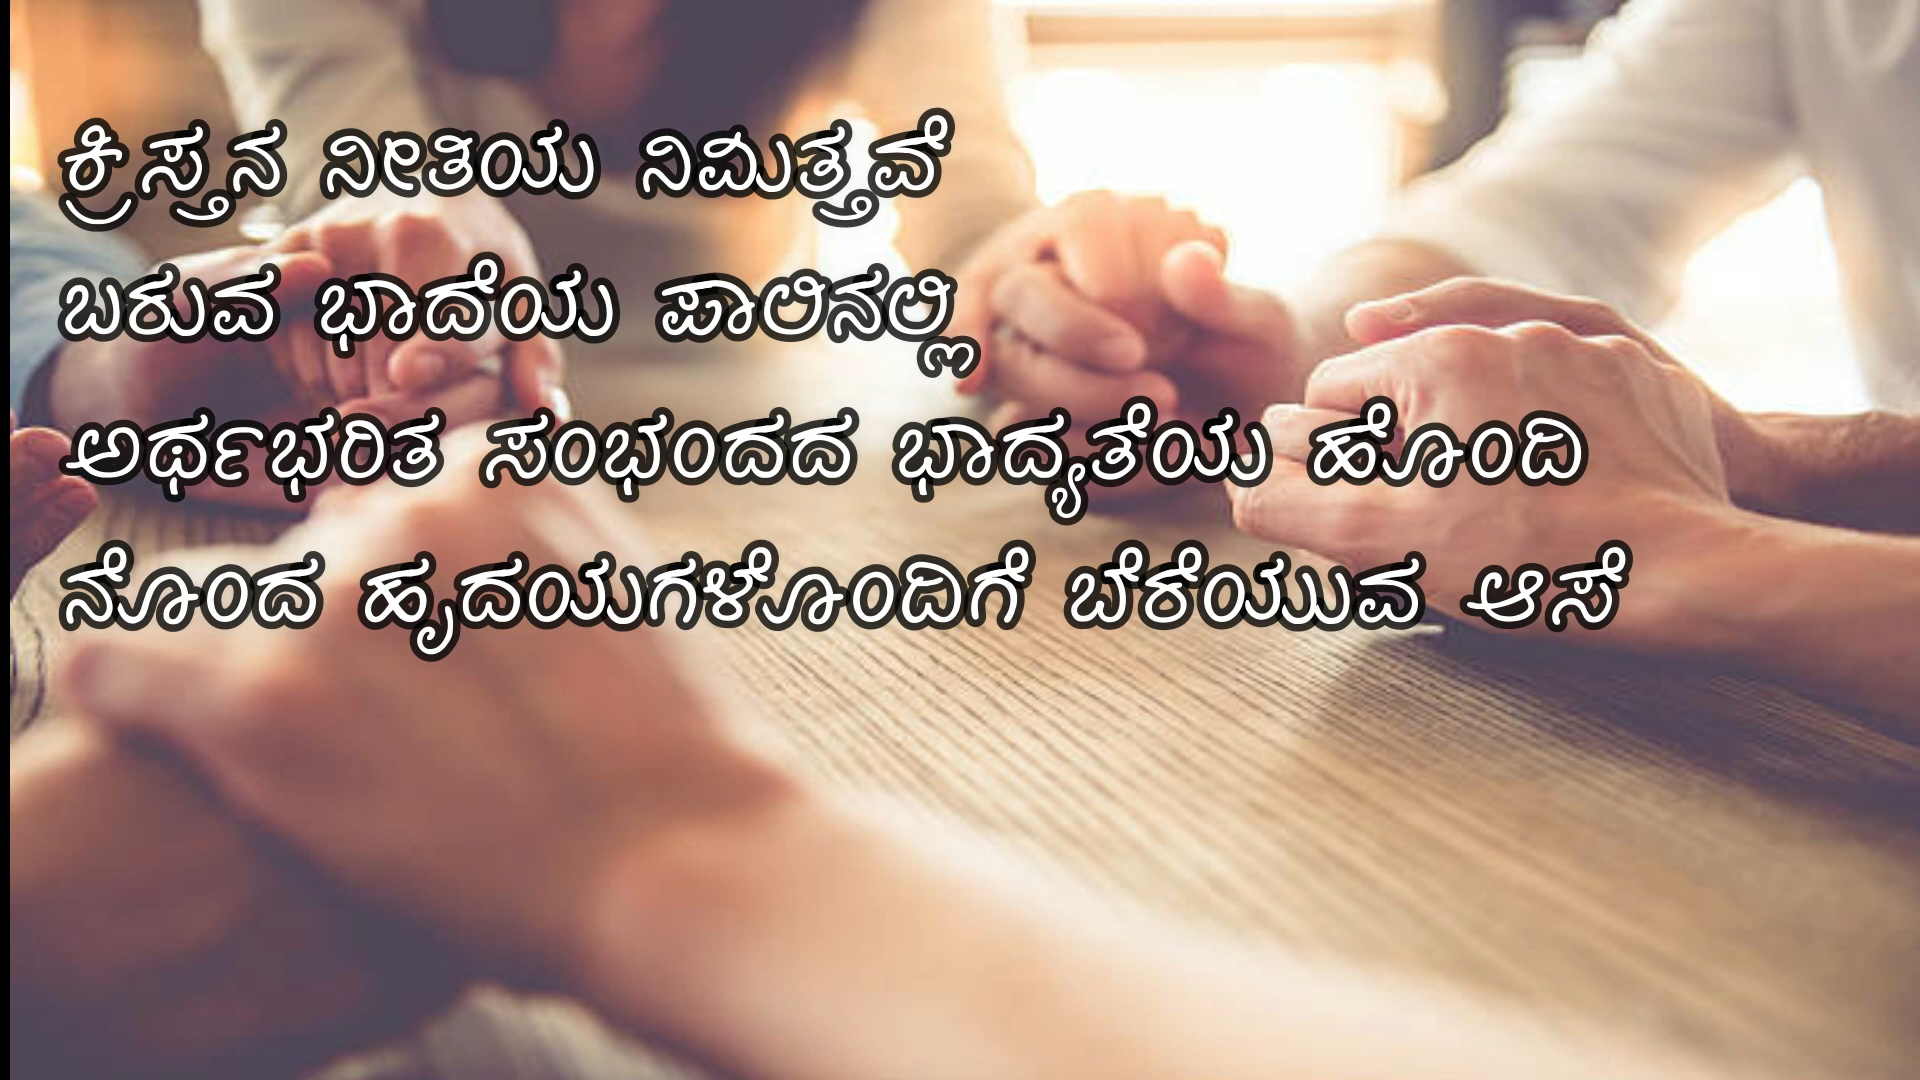 ಕ್ರಿಸ್ತನ ನೀತಿಯ ನಿಮಿತ್ತವೆ
ಬರುವ ಭಾದೆಯ ಪಾಲಿನಲ್ಲಿ
ಅರ್ಥಭರಿತ ಸಂಭಂದದ ಭಾದ್ಯತೆಯ ಹೊಂದಿ
ನೊಂದ ಹೃದಯಗಳೊಂದಿಗೆ ಬೆರೆಯುವ ಆಸೆ